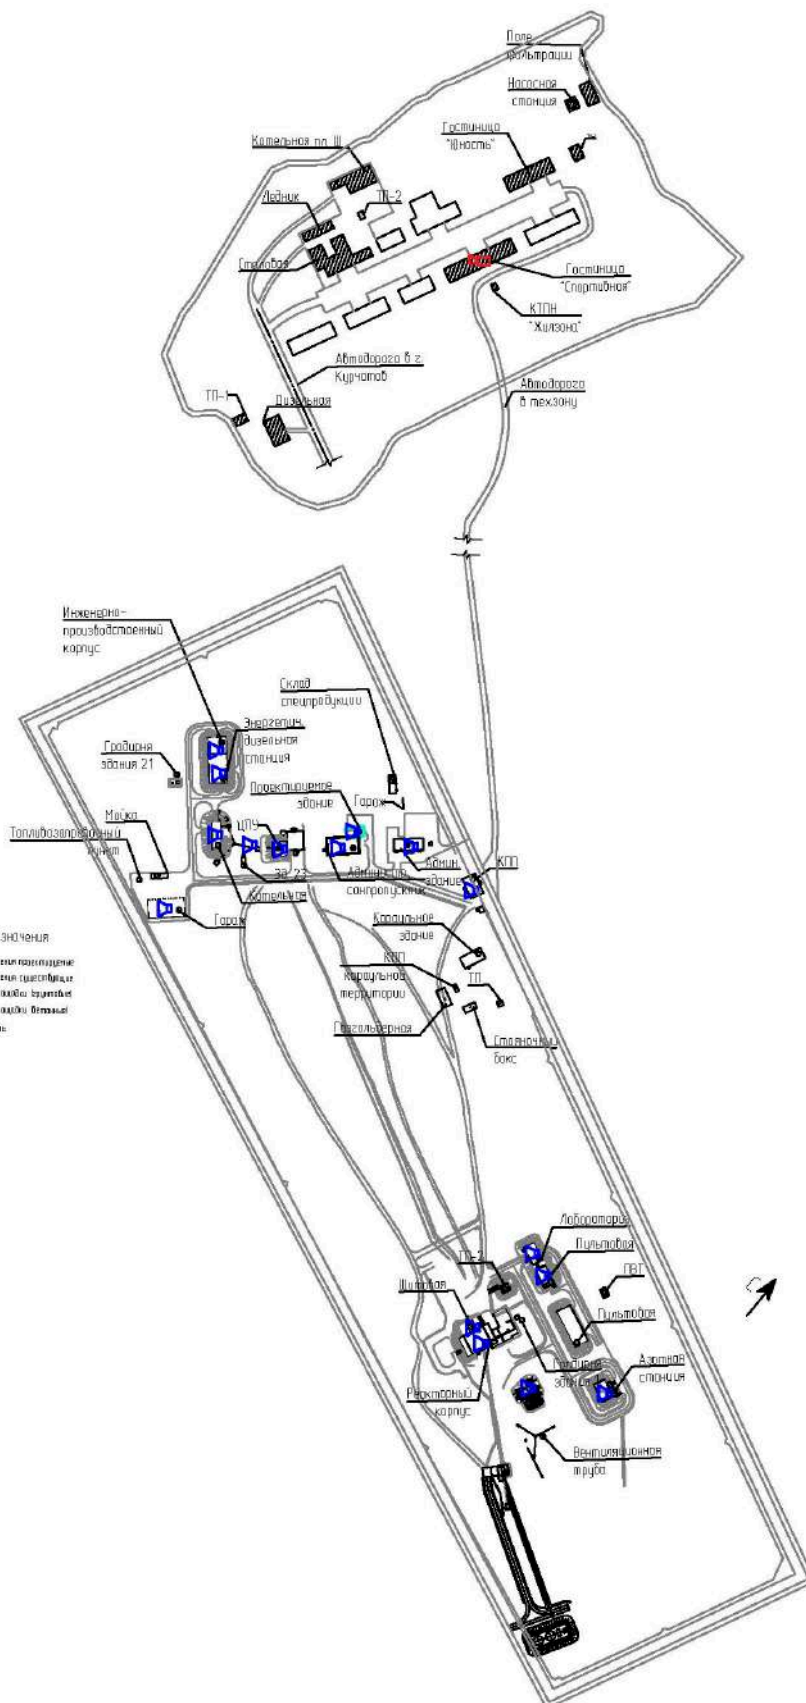 Поле
фильтрации
Насосная
станция
Гостиница
"Юность"
Котельная пл. III
ТП-2
Ледник
Столовая
Гостиница
"Спортивная"
КТПН
"Жилзона"
Автодорога в г.
Курчатов
Автодорога
в техзону
ТП-1
Дизельная
Инженерно-
производственный
корпус
Склад
спецпродукции
Энергетич.
дизельная
станция
Градирня
здания 21
Проектируемое
здание
Гараж
Мойка
ЦПУ
Топливозаправочный
пункт
Админ.
здание
КПП
Зд. 23
санпропускник
Котельная
Гараж
Караульное
здание
КПП
караульной
территории
ТП
Газгольдерная
Стояночный
бокс
Лаборатория
Пультовая
ТП-2
ПВТ
Щитовая
Пультовая
Градирня
Азотная
станция
Реакторный
корпус
Вентиляционная
труба
С